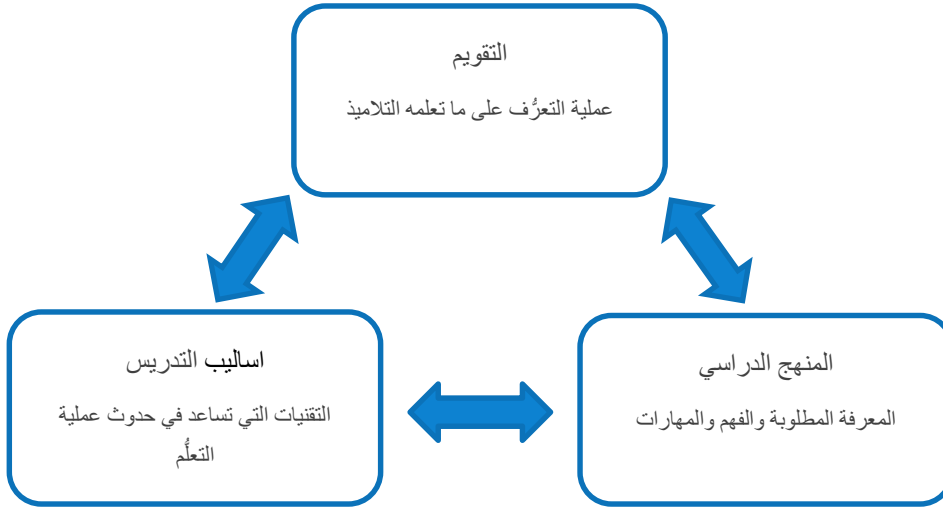 التقويم
عملية التعرُّف على ما تعلمه التلاميذ
المنهج الدراسي
المعرفة المطلوبة والفهم والمهارات
اساليب التدريس
التقنيات التي تساعد في حدوث عملية
التعلُّم